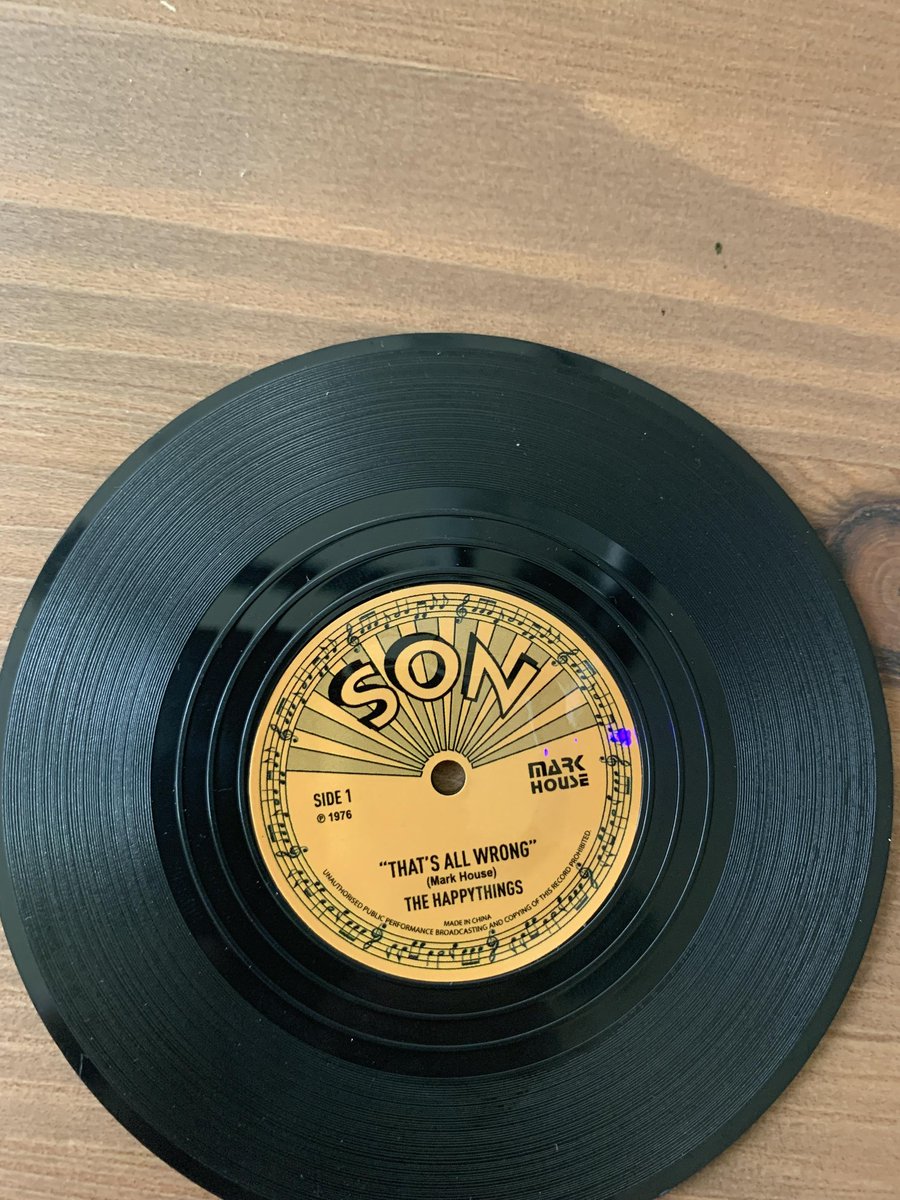 SON
MARK
HOUSE
SIDE 1
℗ 1976
“THAT’S ALL WRONG”
(Mark House)
THE HAPPYTHINGS
MADE IN CHINA
UNAUTHORISED PUBLIC PERFORMANCE BROADCASTING AND COPYING OF THIS RECORD PROHIBITED.